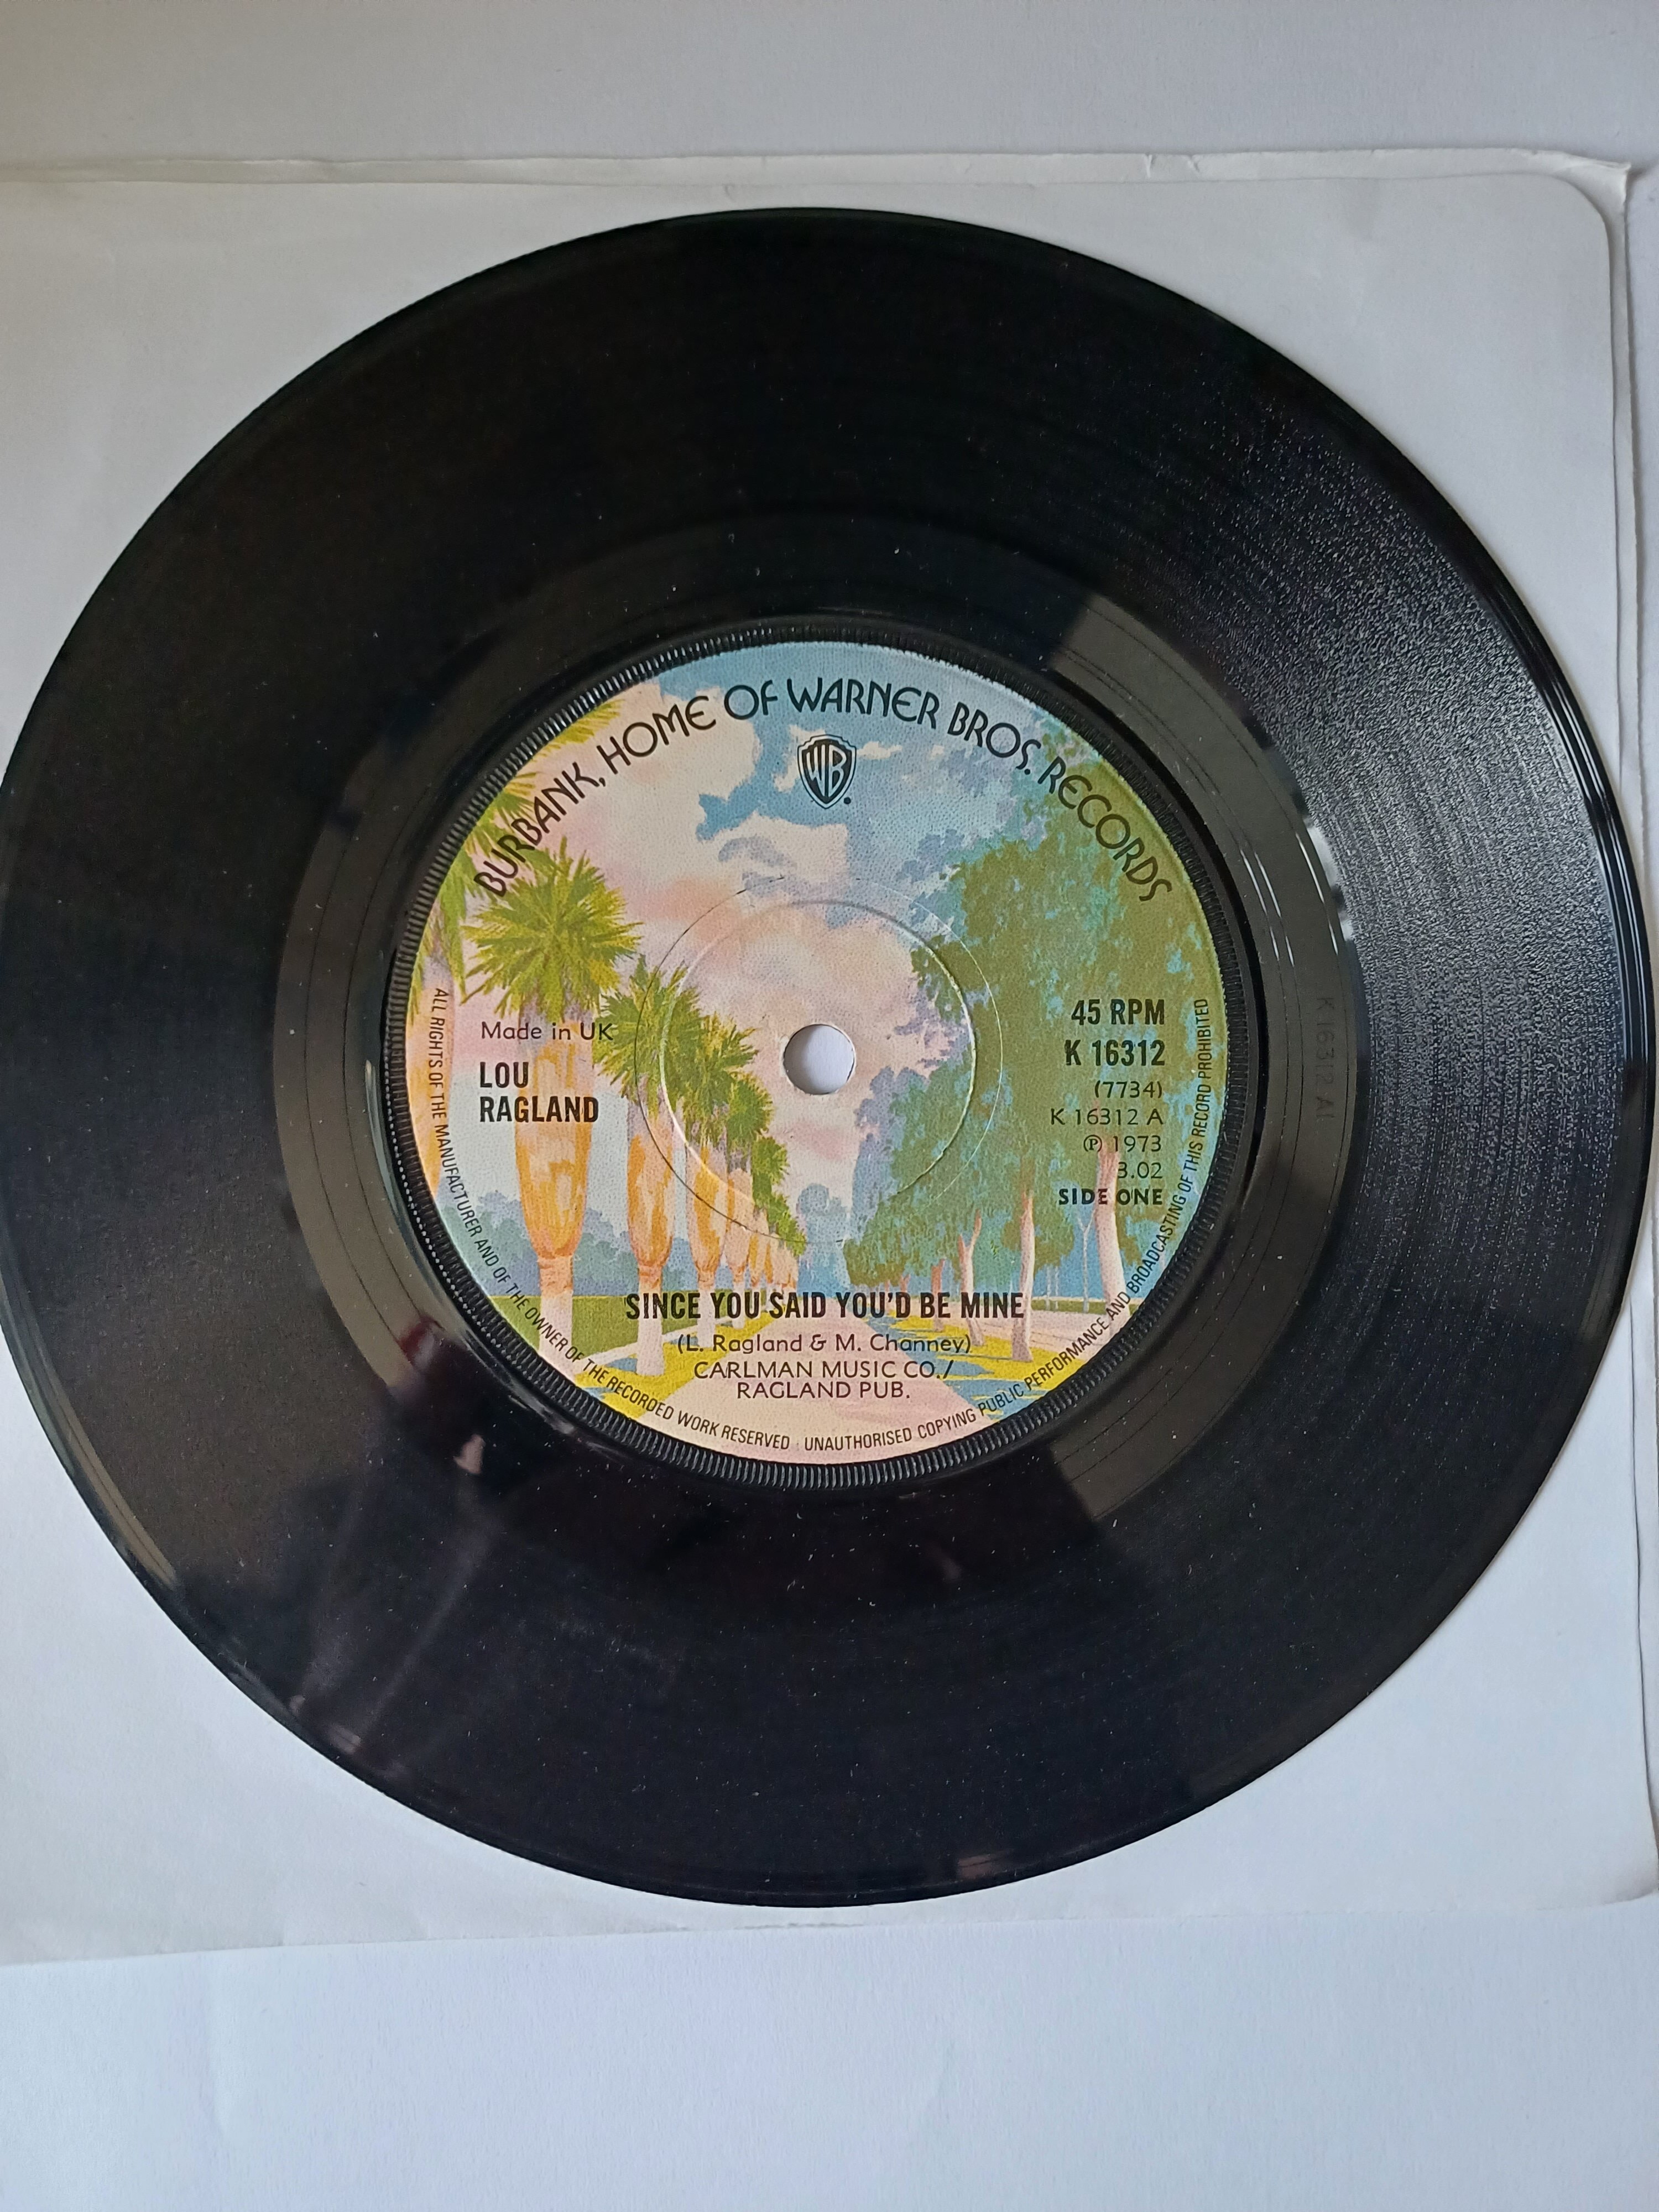 BURBANK, HOME OF WARNER BROS. RECORDS
WB
Made in UK
LOU
RAGLAND
45 RPM
K 16312
(7734)
K 16312 A
℗ 1973
3.02
SIDE ONE
SINCE YOU SAID YOU'D BE MINE
(L. Ragland & M. Channey)
CARLMAN MUSIC CO./
RAGLAND PUB.
ALL RIGHTS OF THE MANUFACTURER AND OF THE OWNER OF THE RECORDED WORK RESERVED · UNAUTHORISED COPYING PUBLIC PERFORMANCE AND BROADCASTING OF THIS RECORD PROHIBITED
K 16312 A1